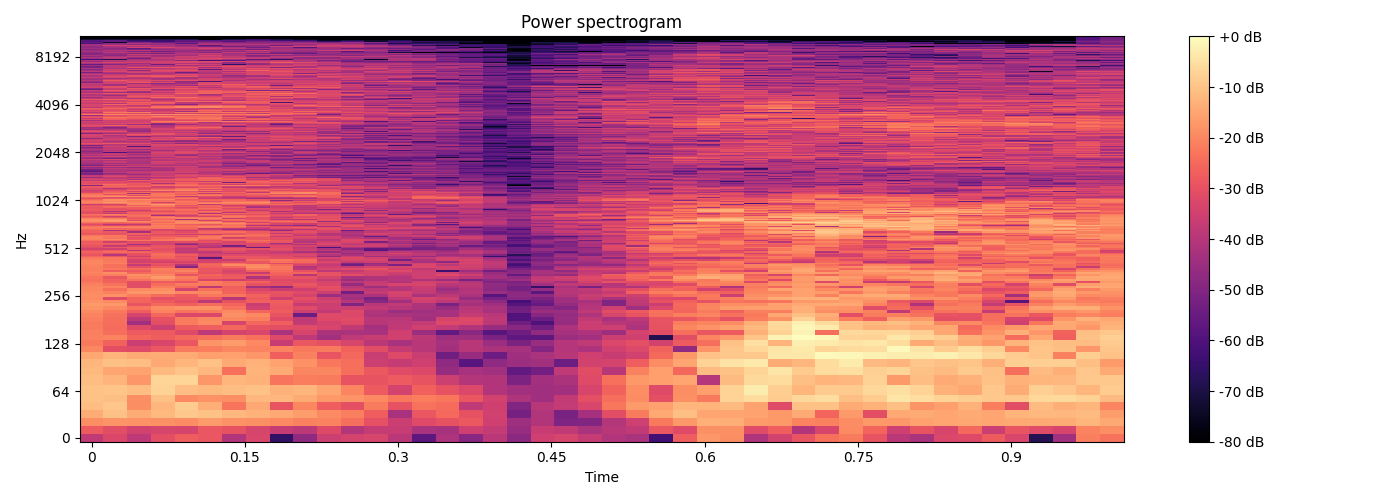 Power spectrogram
Hz
8192
4096
2048
1024
512
256
128
64
0
0 0.15 0.3 0.45 0.6 0.75 0.9
Time
+0 dB
-10 dB
-20 dB
-30 dB
-40 dB
-50 dB
-60 dB
-70 dB
-80 dB